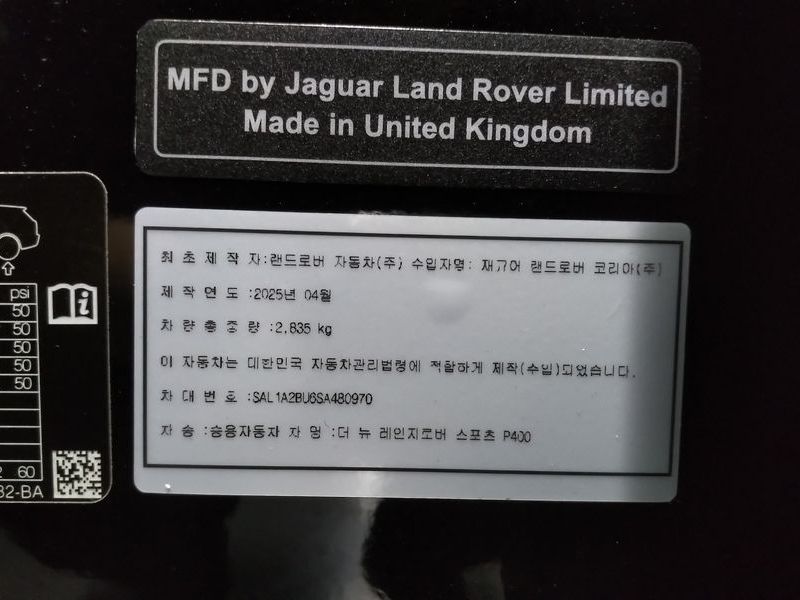 MFD by Jaguar Land Rover Limited
Made in United Kingdom
최초제작자:랜드로버 자동차(주) 수입자명: 재규어 랜드로버 코리아(주)
제작연도:2025년 04월
차량총중량:2,835 kg
이 자동차는 대한민국 자동차관리법령에 적합하게 제작(수입)되었습니다.
차대번호:SAL1A2BU6SA480970
차종:승용자동차 차명:더 뉴 레인지로버 스포츠 P400
psi
50
50
50
50
50
60
82-BA